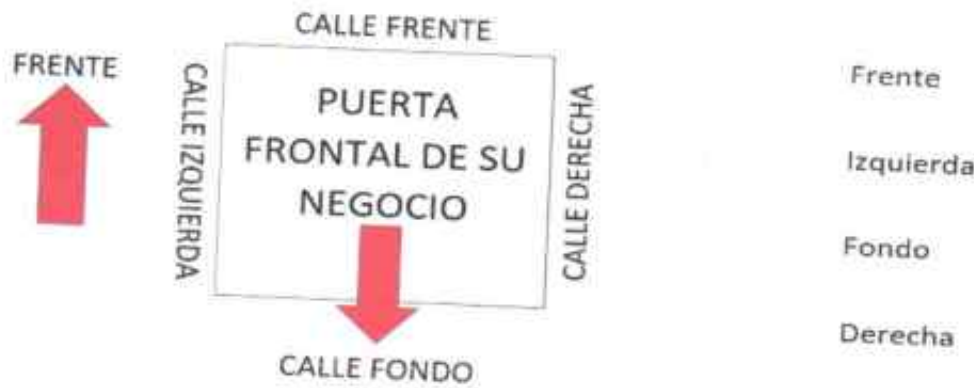 CALLE FRENTE
FRENTE
CALLE IZQUIERDA
PUERTA
FRONTAL DE SU
NEGOCIO
CALLE DERECHA
CALLE FONDO
Frente
Izquierda
Fondo
Derecha